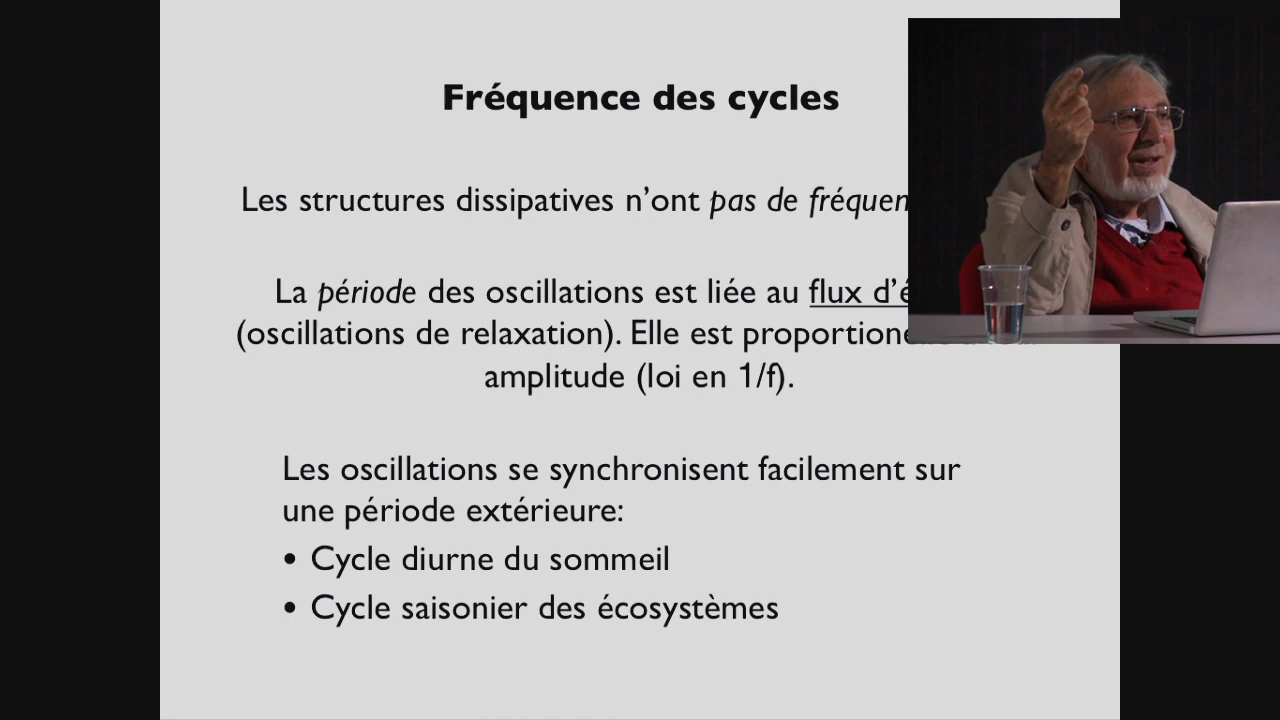 Fréquence des cycles
Les structures dissipatives n’ont pas de
La période des oscillations est liée au flux
(oscillations de relaxation). Elle est
amplitude (loi en 1/f).
Les oscillations se synchronisent facilement sur
une période extérieure:
• Cycle diurne du sommeil
• Cycle saisonier des écosystèmes